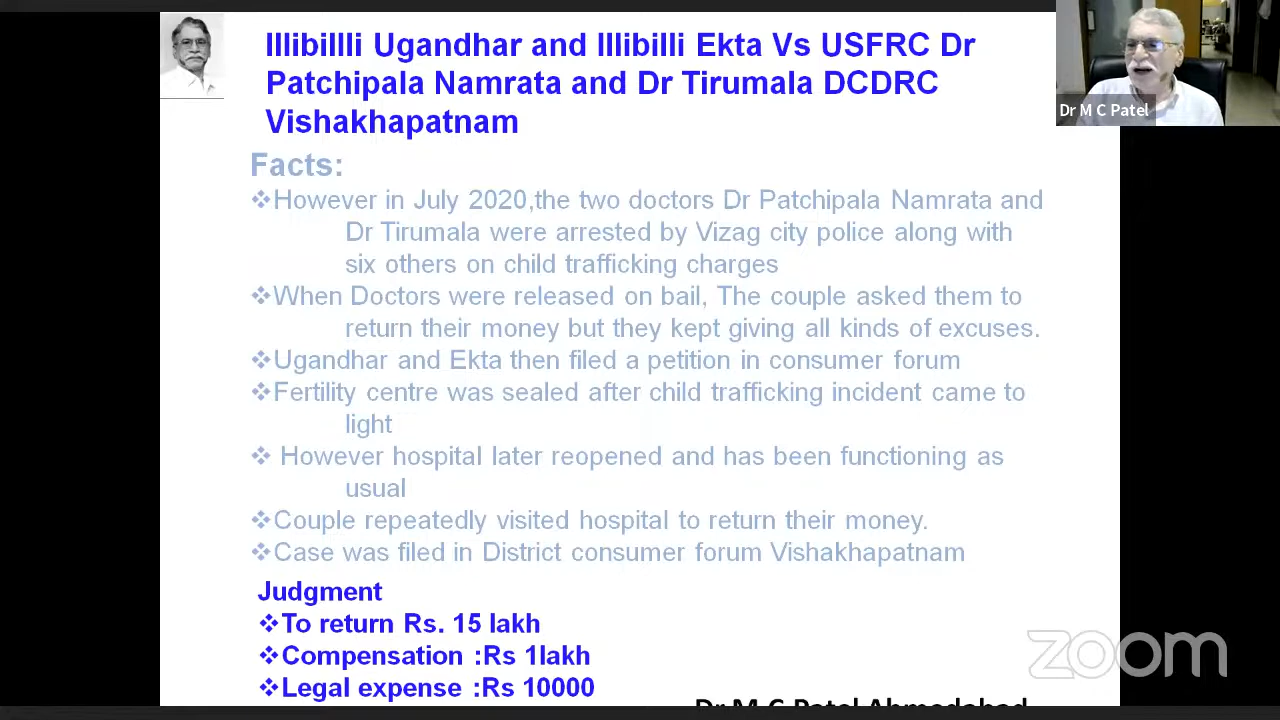 Illibillli Ugandhar and Illibilli Ekta Vs USFRC Dr
Patchipala Namrata and Dr Tirumala DCDRC
Vishakhapatnam
Dr M C Patel
Facts:
❖However in July 2020,the two doctors Dr Patchipala Namrata and
Dr Tirumala were arrested by Vizag city police along with
six others on child trafficking charges
❖When Doctors were released on bail, The couple asked them to
return their money but they kept giving all kinds of excuses.
❖Ugandhar and Ekta then filed a petition in consumer forum
❖Fertility centre was sealed after child trafficking incident came to
light
❖ However hospital later reopened and has been functioning as
usual
❖Couple repeatedly visited hospital to return their money.
❖Case was filed in District consumer forum Vishakhapatnam
Judgment
❖To return Rs. 15 lakh
❖Compensation :Rs 1lakh
❖Legal expense :Rs 10000
zoom
Dr M C Patel Ahmedabad